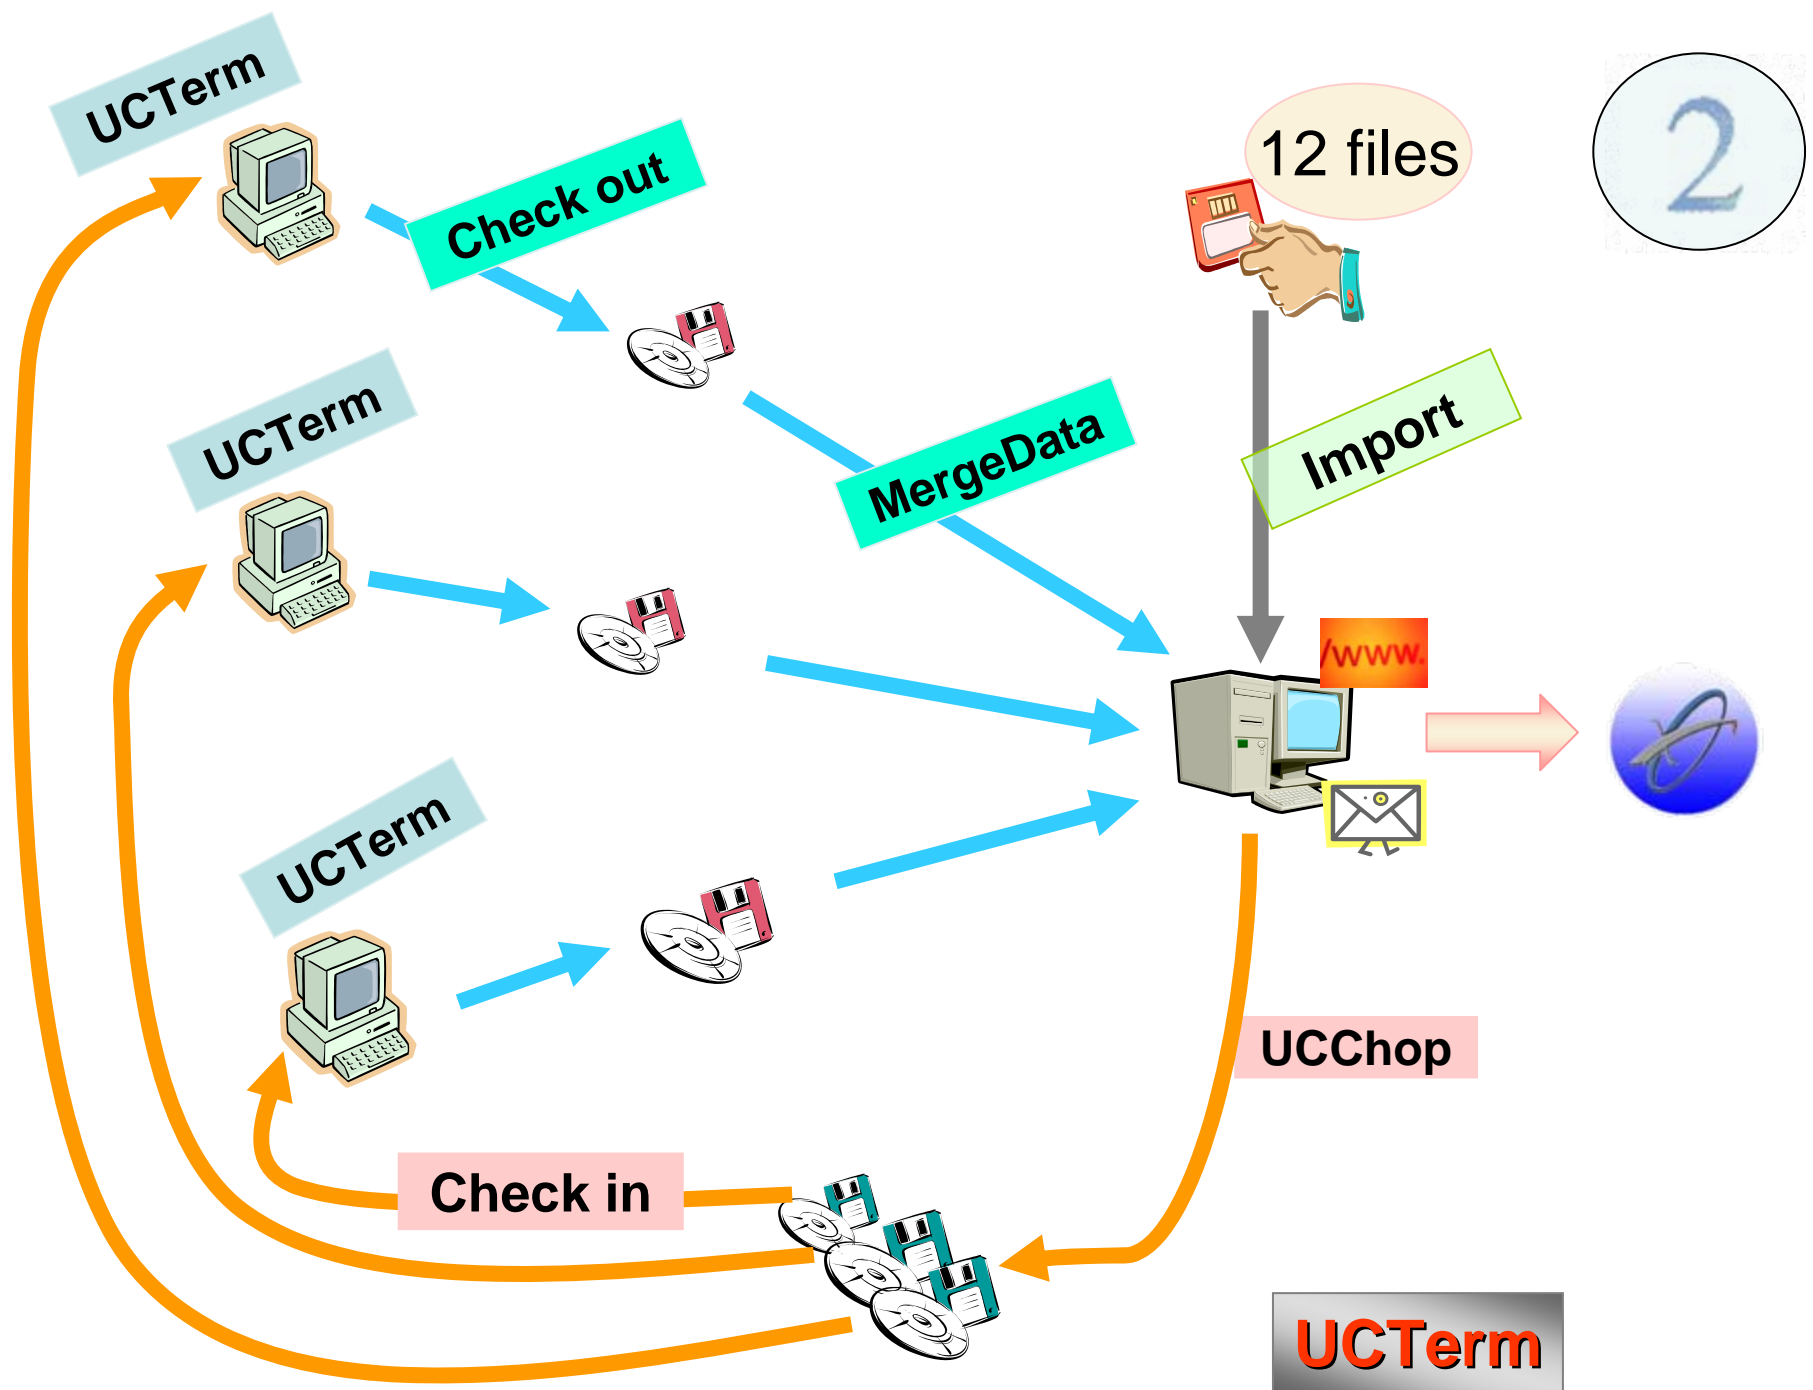 UCTerm
12 files
2
Check out
UCTerm
Import
MergeData
/www.
UCTerm
UCChop
Check in
UCTerm